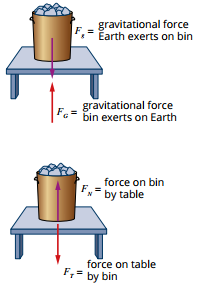 F_g = gravitational force
Earth exerts on bin
F_G = gravitational force
bin exerts on Earth
F_N = force on bin
by table
F_T = force on table
by bin